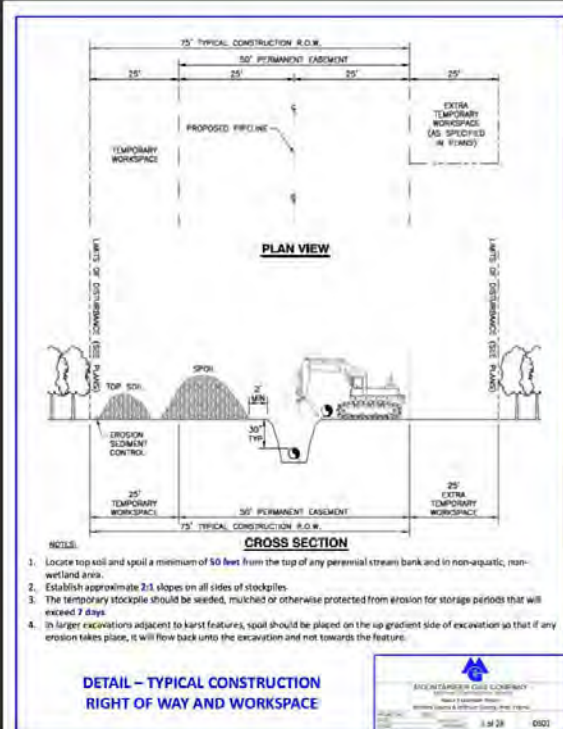 75' TYPICAL CONSTRUCTION R.O.W.
50' PERMANENT EASEMENT
25' 25' 25' 25'
TEMPORARY
WORKSPACE
PROPOSED PIPELINE
℄
℄
EXTRA
TEMPORARY
WORKSPACE
(AS SPECIFIED
IN PLANS)
PLAN VIEW
LIMITS OF DISTURBANCE (SEE PLANS)
LIMITS OF DISTURBANCE (SEE PLANS)
TOP SOIL
SPOIL
2'
MIN
30"
TYP
EROSION
SEDIMENT
CONTROL
25'
TEMPORARY
WORKSPACE
50' PERMANENT EASEMENT
25'
EXTRA
TEMPORARY
WORKSPACE
75' TYPICAL CONSTRUCTION R.O.W.
CROSS SECTION
NOTES:
1. Locate top soil and spoil a minimum of 50 feet from the top of any perennial stream bank and in non-aquatic, non-
wetland area.
2. Establish approximate 2:1 slopes on all sides of stockpiles
3. The temporary stockpile should be seeded, mulched or otherwise protected from erosion for storage periods that will
exceed 7 days.
4. In larger excavations adjacent to karst features, spoil should be placed on the up gradient side of excavation so that if any
erosion takes place, it will flow back unto the excavation and not towards the feature.
DETAIL – TYPICAL CONSTRUCTION
RIGHT OF WAY AND WORKSPACE
MOUNTAINEER GAS COMPANY